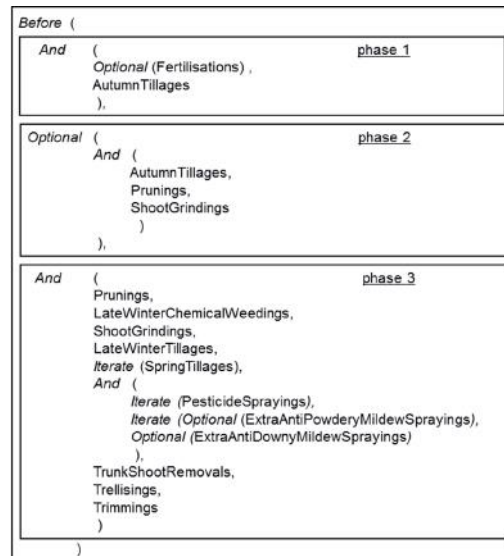 Before (
And ( phase 1
Optional (Fertilisations) ,
AutumnTillages
),
Optional ( phase 2
And (
AutumnTillages,
Prunings,
ShootGrindings
)
),
And ( phase 3
Prunings,
LateWinterChemicalWeedings,
ShootGrindings,
LateWinterTillages,
Iterate (SpringTillages),
And (
Iterate (PesticideSprayings),
Iterate (Optional (ExtraAntiPowderyMildewSprayings),
Optional (ExtraAntiDownyMildewSprayings)
),
TrunkShootRemovals,
Trellisings,
Trimmings
)
)